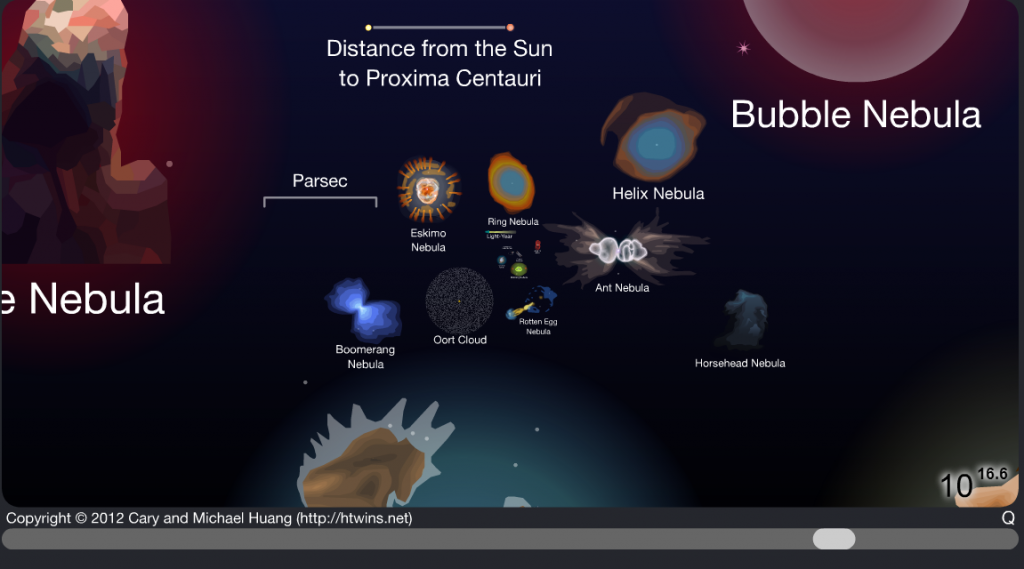 Distance from the Sun
to Proxima Centauri
Bubble Nebula
Parsec
Helix Nebula
Ring Nebula
Eskimo
Nebula
Light-Year
Ant Nebula
e Nebula
Rotten Egg
Nebula
Oort Cloud
Boomerang
Nebula
Horsehead Nebula
10 16.6
Copyright © 2012 Cary and Michael Huang (http://htwins.net)
Q